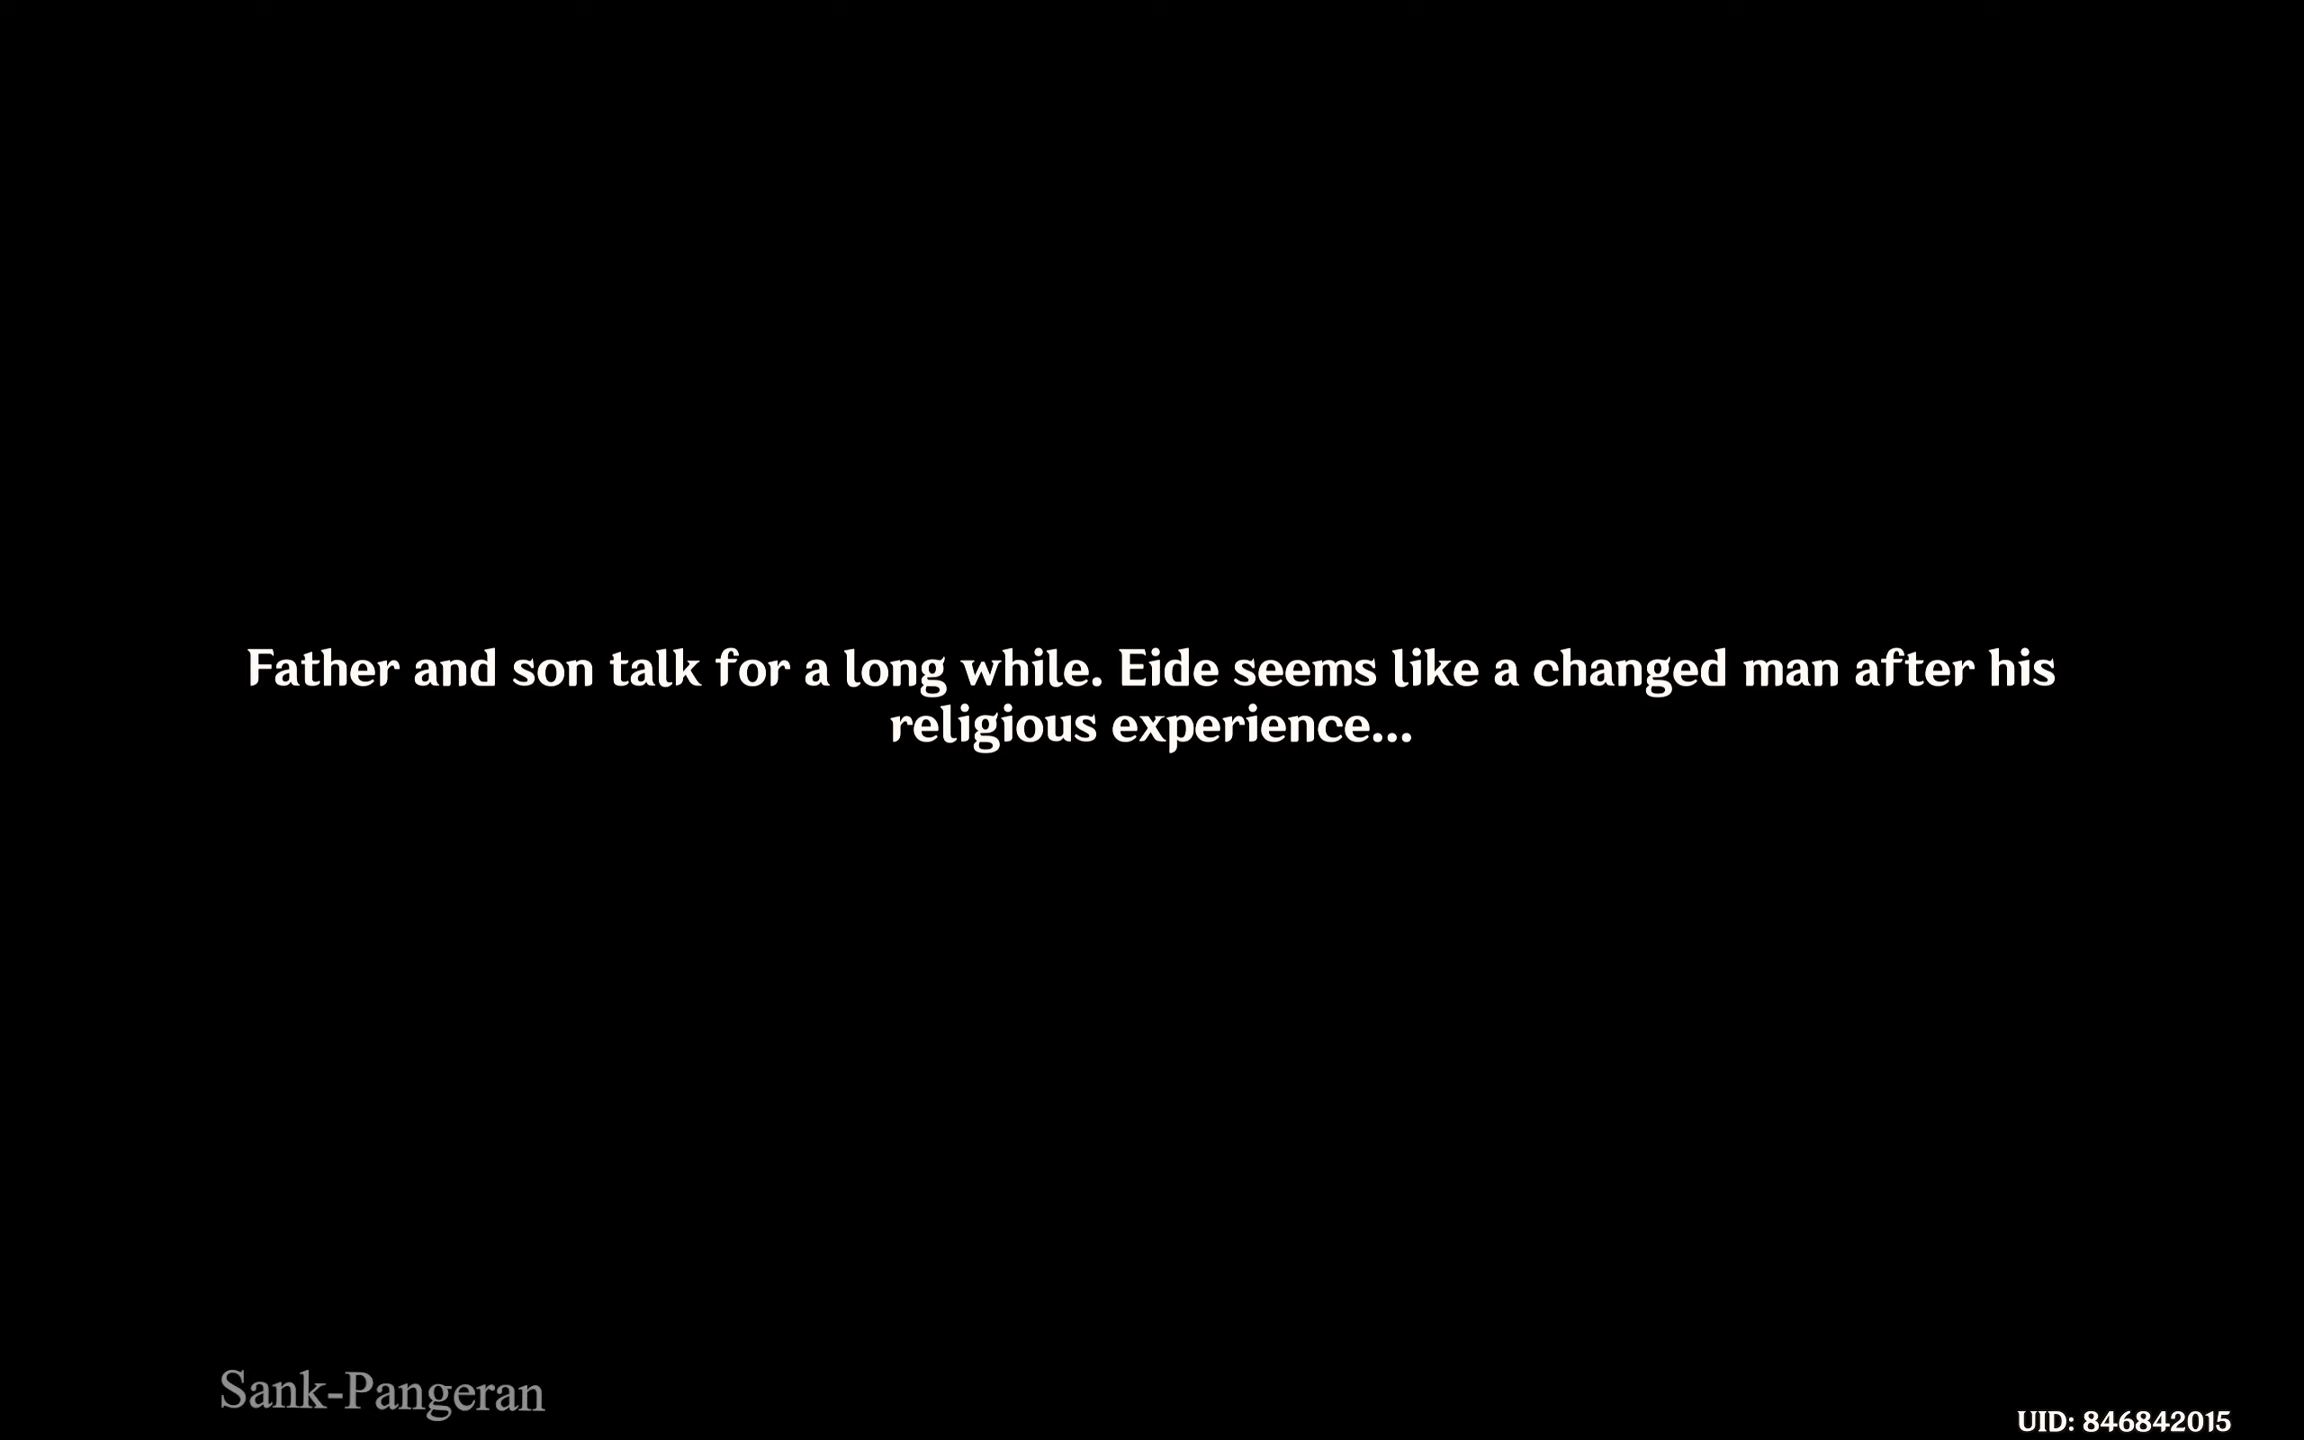 Father and son talk for a long while. Eide seems like a changed man after his
religious experience...
Sank-Pangeran
UID: 846842015